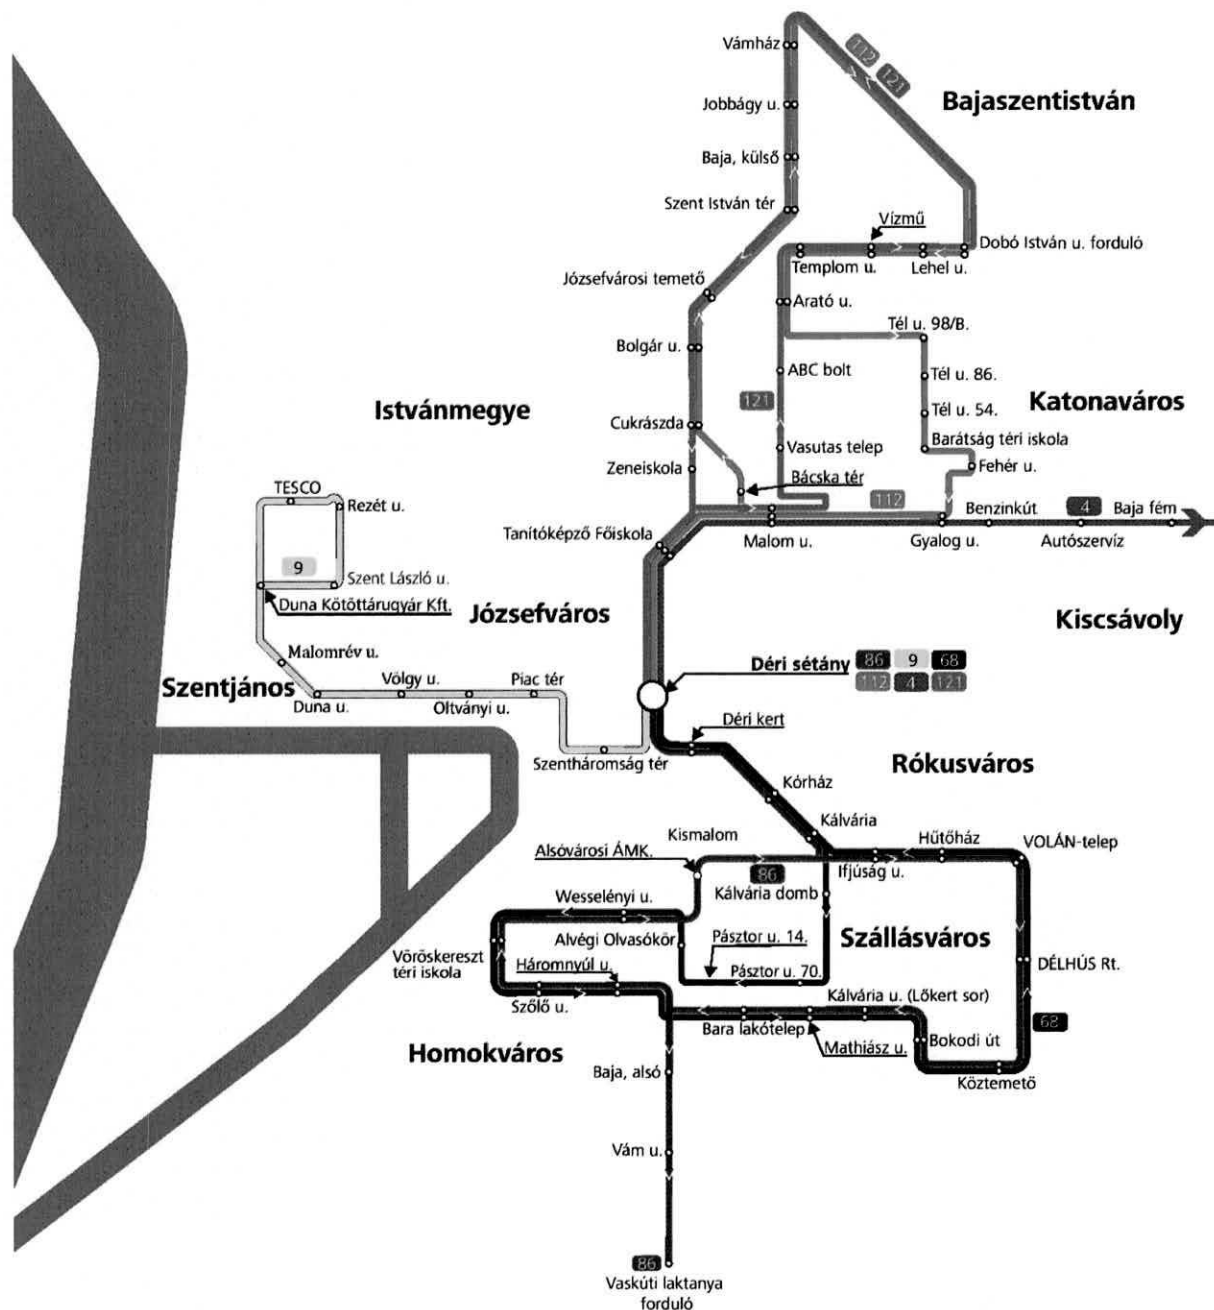 Vámház
112
121
Bajaszentistván
Jobbágy u.
Baja, külső
Szent István tér
Vízmű
Dobó István u. forduló
Templom u.
Lehel u.
Józsefvárosi temető
Arató u.
Tél u. 98/B.
Bolgár u.
ABC bolt
Tél u. 86.
Istvánmegye
121
Katonaváros
Tél u. 54.
Cukrászda
Barátság téri iskola
Vasutas telep
Zeneiskola
Fehér u.
Bácska tér
TESCO
Rezét u.
112
Benzinkút
4
Baja fém
Tanítóképző Főiskola
Malom u.
Gyalog u.
Autószervíz
9
Szent László u.
Duna Kötöttárugyár Kft.
Józsefváros
Kiscsávoly
Malomrév u.
Déri sétány
86
9
68
112
4
121
Szentjános
Völgy u.
Piac tér
Duna u.
Oltványi u.
Déri kert
Szentháromság tér
Rókusváros
Kórház
Kálvária
Kismalom
Hűtőház
VOLÁN-telep
Alsóvárosi ÁMK.
Ifjúság u.
86
Kálvária domb
Wesselényi u.
Alvégi Olvasókör
Pásztor u. 14.
Szállásváros
Vöröskereszt
téri iskola
Háromnyúl u.
Pásztor u. 70.
DÉLHÚS Rt.
Szőlő u.
Kálvária u. (Lőkert sor)
68
Bara lakótelep
Mathiász u.
Bokodi út
Homokváros
Baja, alsó
Köztemető
Vám u.
86
Vaskúti laktanya
forduló